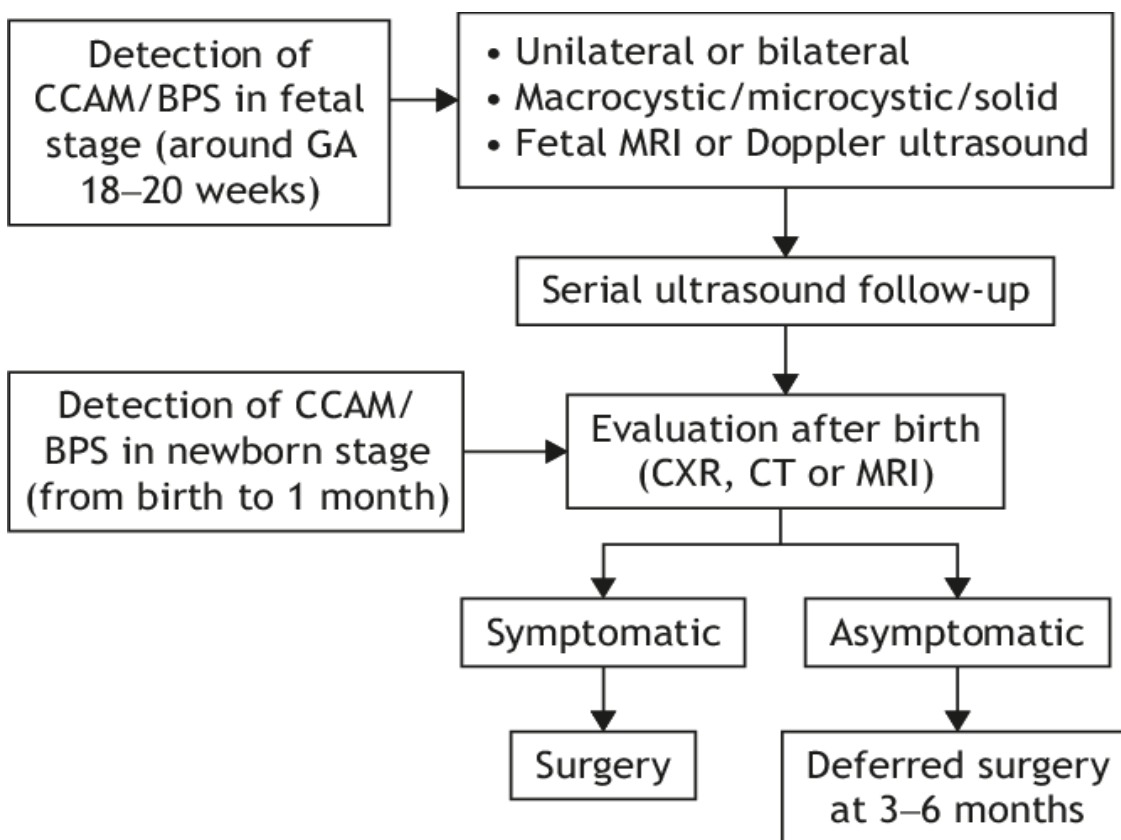 Detection of
CCAM/BPS in fetal
stage (around GA
18–20 weeks)
• Unilateral or bilateral
• Macrocystic/microcystic/solid
• Fetal MRI or Doppler ultrasound
Serial ultrasound follow-up
Detection of CCAM/
BPS in newborn stage
(from birth to 1 month)
Evaluation after birth
(CXR, CT or MRI)
Symptomatic
Asymptomatic
Surgery
Deferred surgery
at 3–6 months